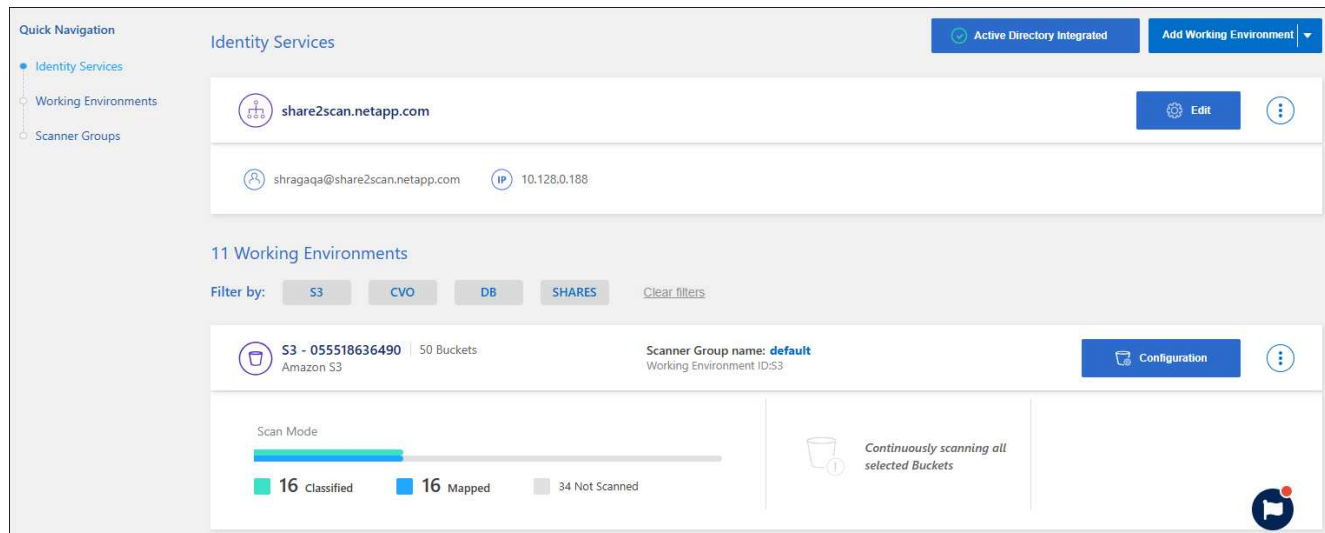 Quick Navigation
Identity Services
Working Environments
Scanner Groups
Identity Services
Active Directory Integrated
Add Working Environment
share2scan.netapp.com
Edit
shragaqa@share2scan.netapp.com
IP 10.128.0.188
11 Working Environments
Filter by: S3 CVO DB SHARES Clear filters
S3 - 055518636490 50 Buckets
Amazon S3
Scanner Group name: default
Working Environment ID:S3
Configuration
Scan Mode
16 Classified 16 Mapped 34 Not Scanned
Continuously scanning all
selected Buckets